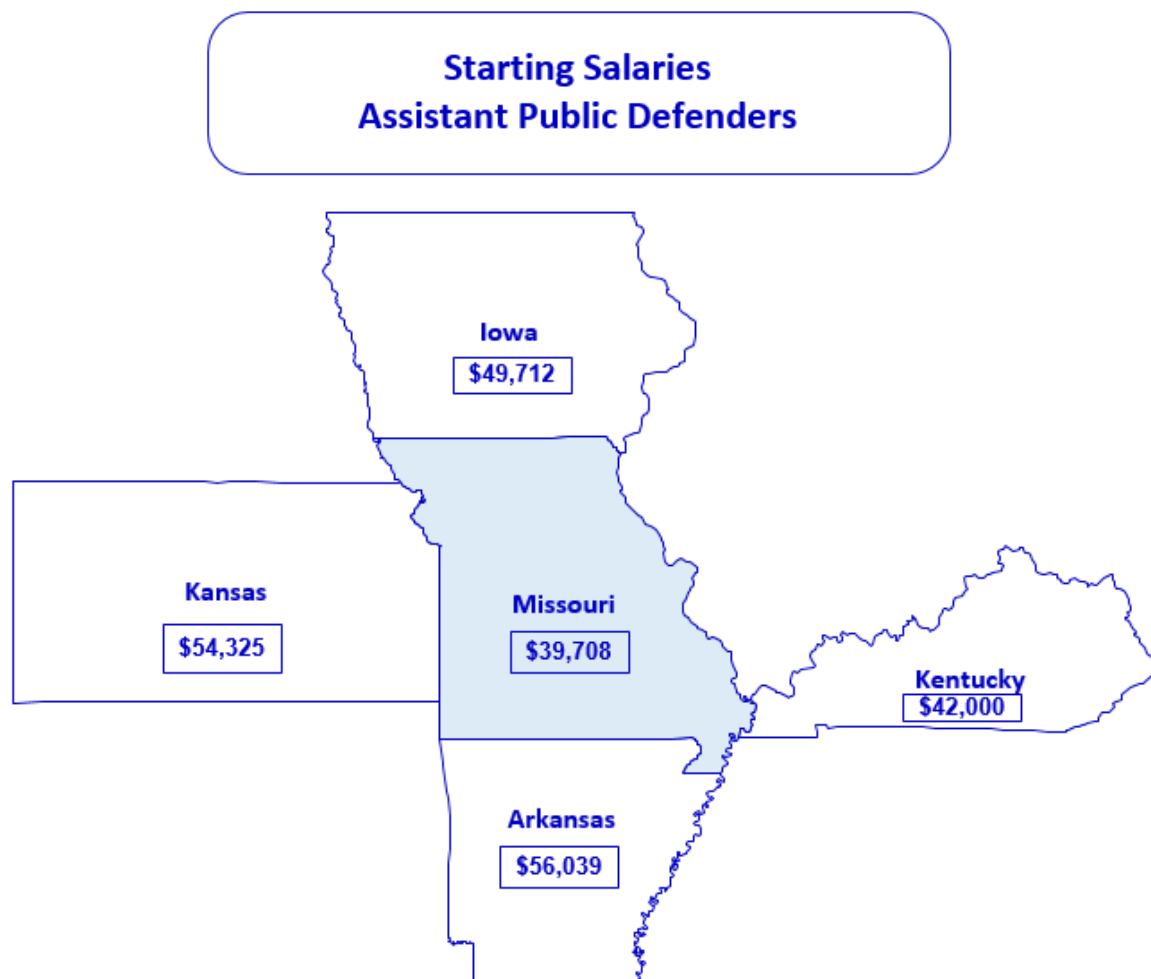 Starting Salaries
Assistant Public Defenders
Iowa
$49,712
Kansas
$54,325
Missouri
$39,708
Kentucky
$42,000
Arkansas
$56,039